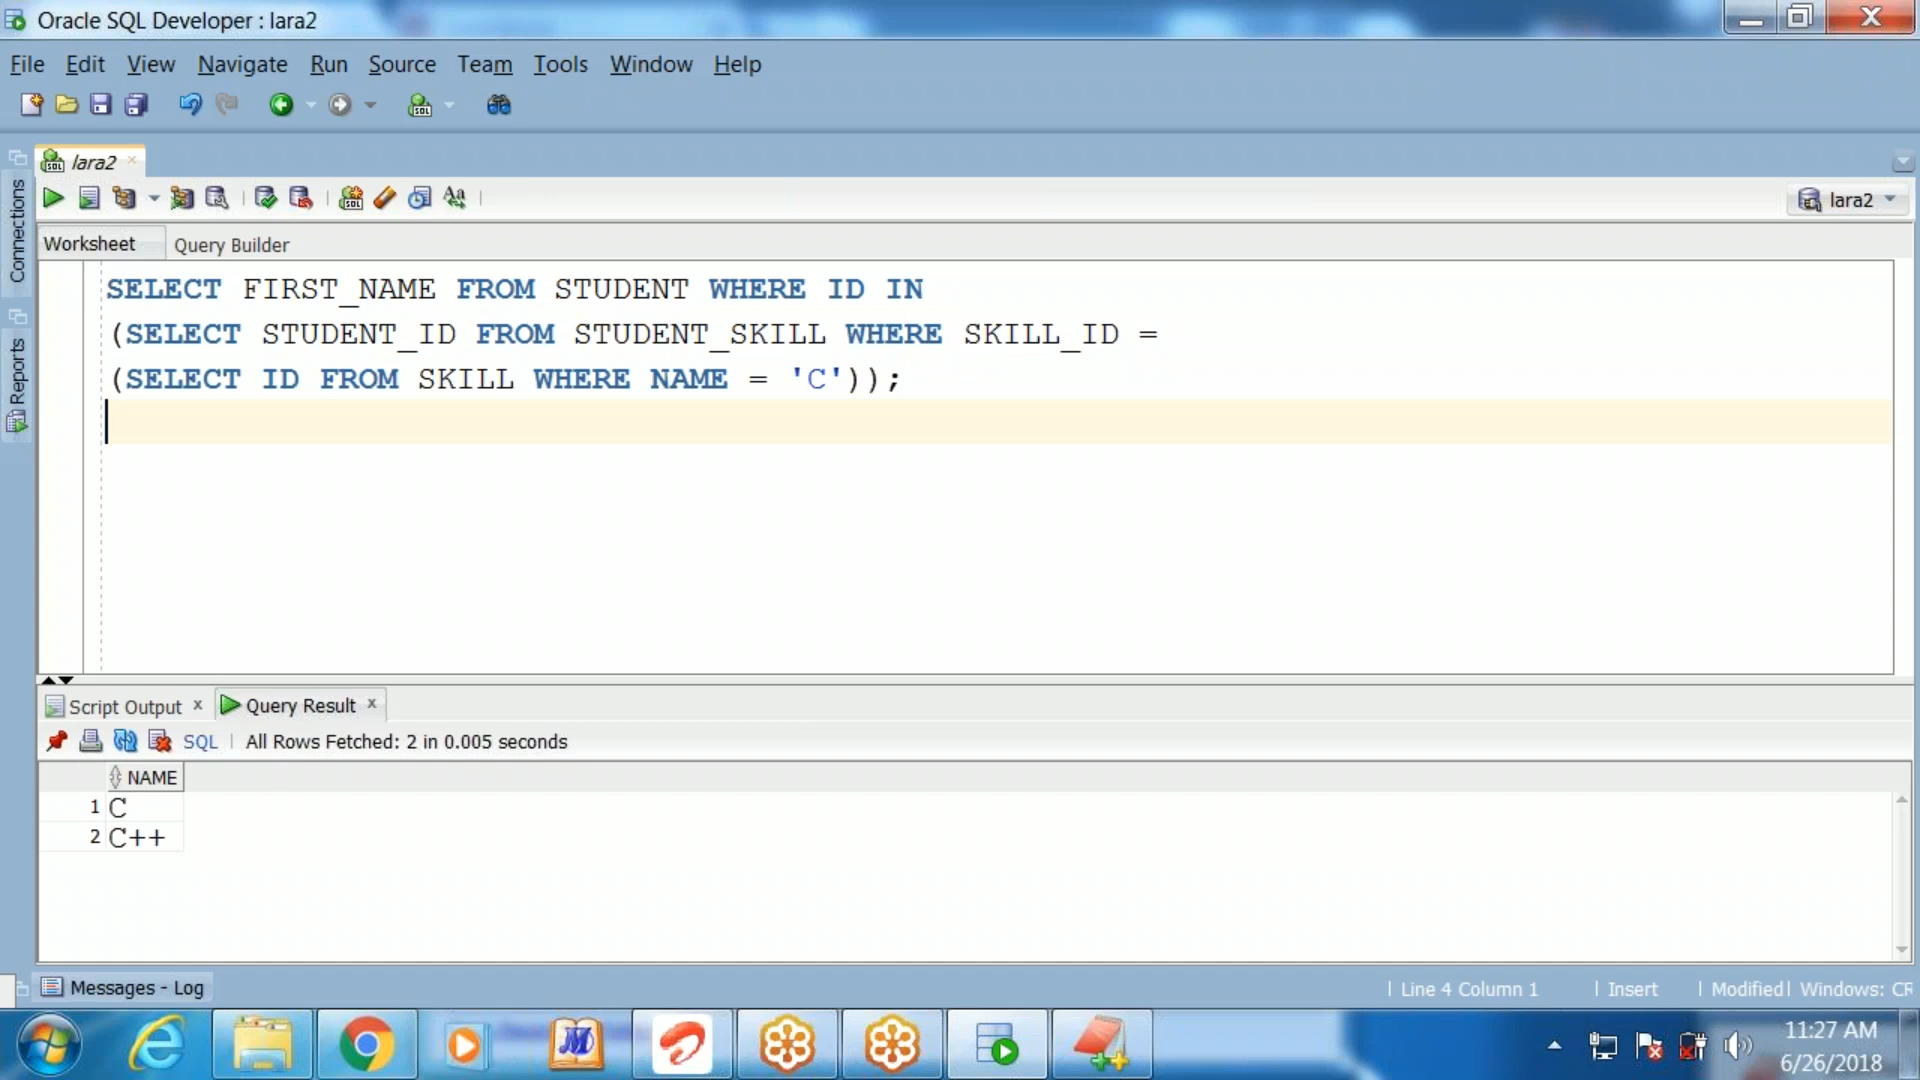 Oracle SQL Developer : lara2
File Edit View Navigate Run Source Team Tools Window Help
lara2
lara2
Connections
Reports
Worksheet Query Builder
SELECT FIRST_NAME FROM STUDENT WHERE ID IN
(SELECT STUDENT_ID FROM STUDENT_SKILL WHERE SKILL_ID =
(SELECT ID FROM SKILL WHERE NAME = 'C'));
Script Output Query Result
SQL All Rows Fetched: 2 in 0.005 seconds
NAME
1 C
2 C++
Messages - Log
Line 4 Column 1 Insert Modified Windows: CR
11:27 AM
6/26/2018